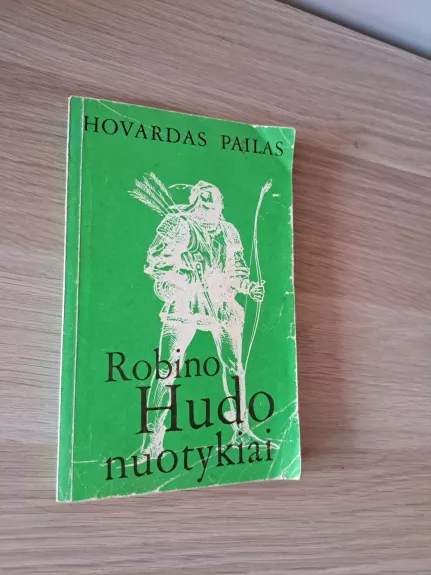 HOVARDAS PAILAS
Robino
Hudo
nuotykiai